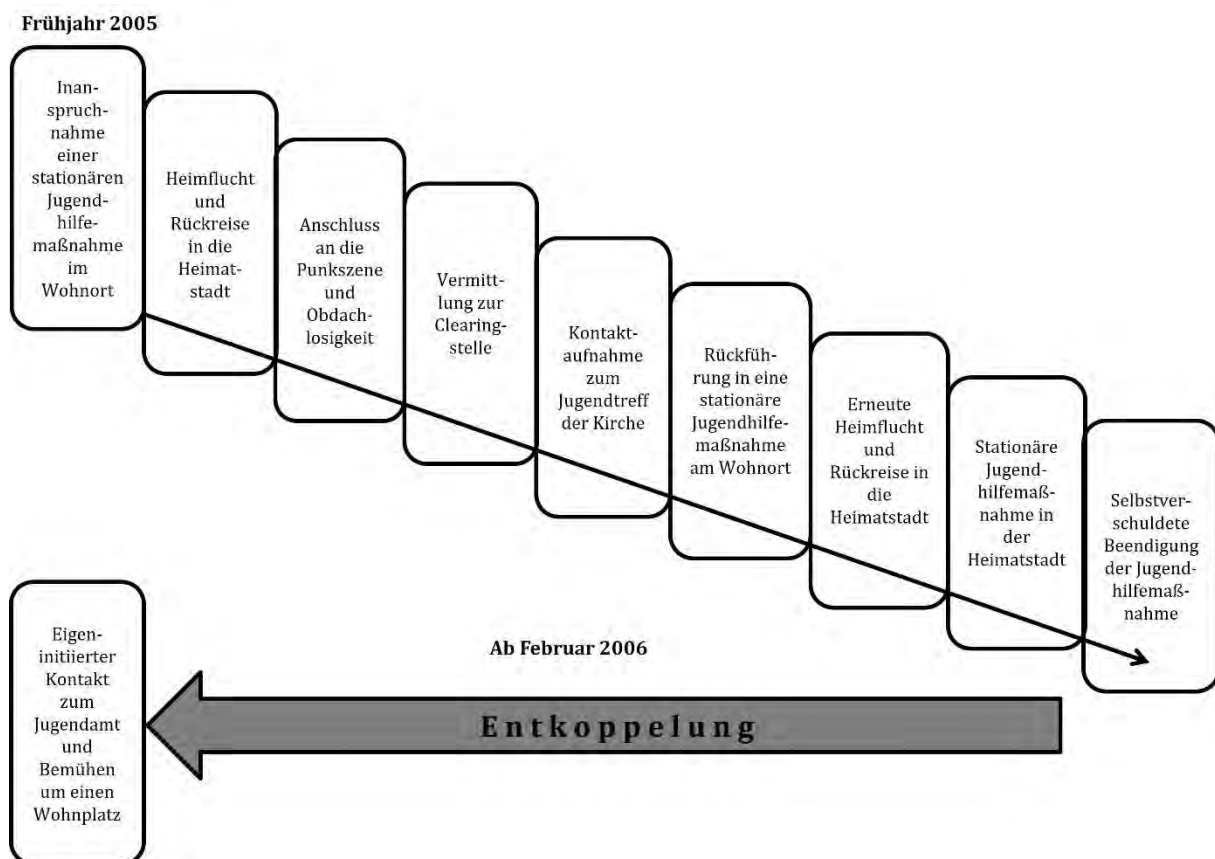 Frühjahr 2005
Inan-
spruch-
nahme
einer
stationären
Jugend-
hilfe-
maßnahme
im
Wohnort
Heimflucht
und
Rückreise
in die
Heimat-
stadt
Anschluss
an die
Punkszene
und
Obdach-
losigkeit
Vermitt-
lung zur
Clearing-
stelle
Kontakt-
aufnahme
zum
Jugendtreff
der Kirche
Rückfüh-
rung in eine
stationäre
Jugendhilfe-
maßnahme
am Wohnort
Erneute
Heimflucht
und
Rückreise in
die
Heimatstadt
Stationäre
Jugend-
hilfemaß-
nahme in
der
Heimatstadt
Selbstver-
schuldete
Beendigung
der Jugend-
hilfemaß-
nahme
Ab Februar 2006
Entkoppelung
Eigen-
initiierter
Kontakt
zum
Jugendamt
und
Bemühen
um einen
Wohnplatz